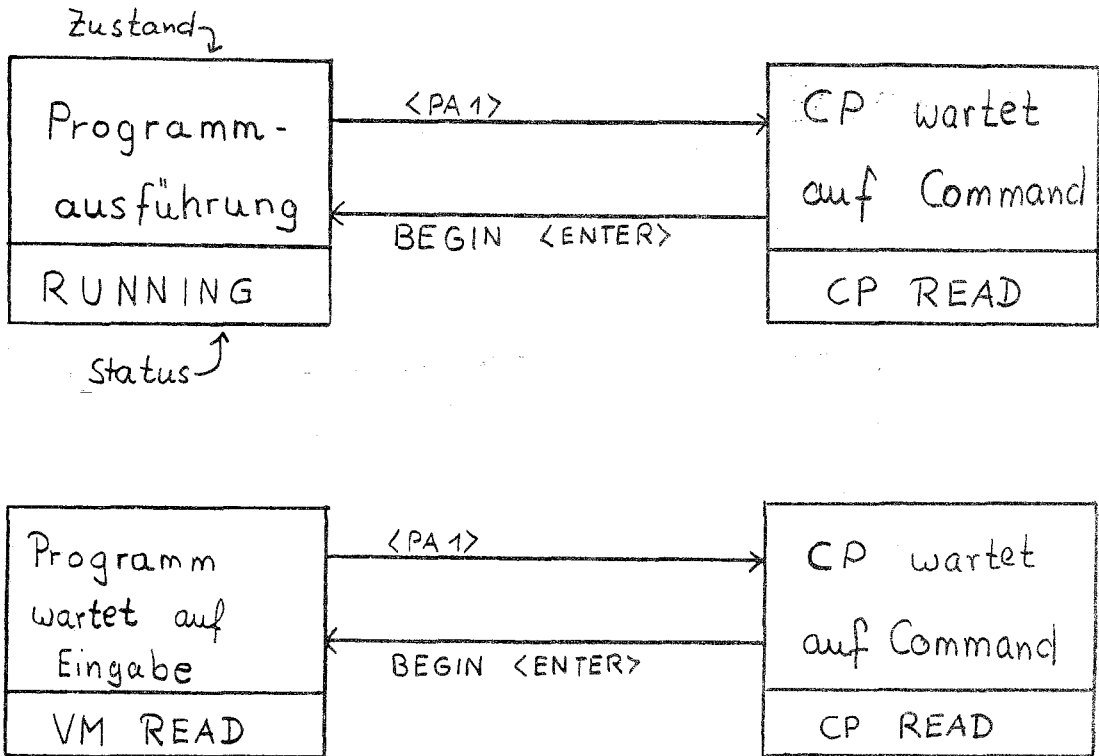 Zustand
Programm-
ausführung
RUNNING
Status
<PA1>
BEGIN <ENTER>
CP wartet
auf Command
CP READ
Programm
wartet auf
Eingabe
VM READ
<PA1>
BEGIN <ENTER>
CP wartet
auf Command
CP READ